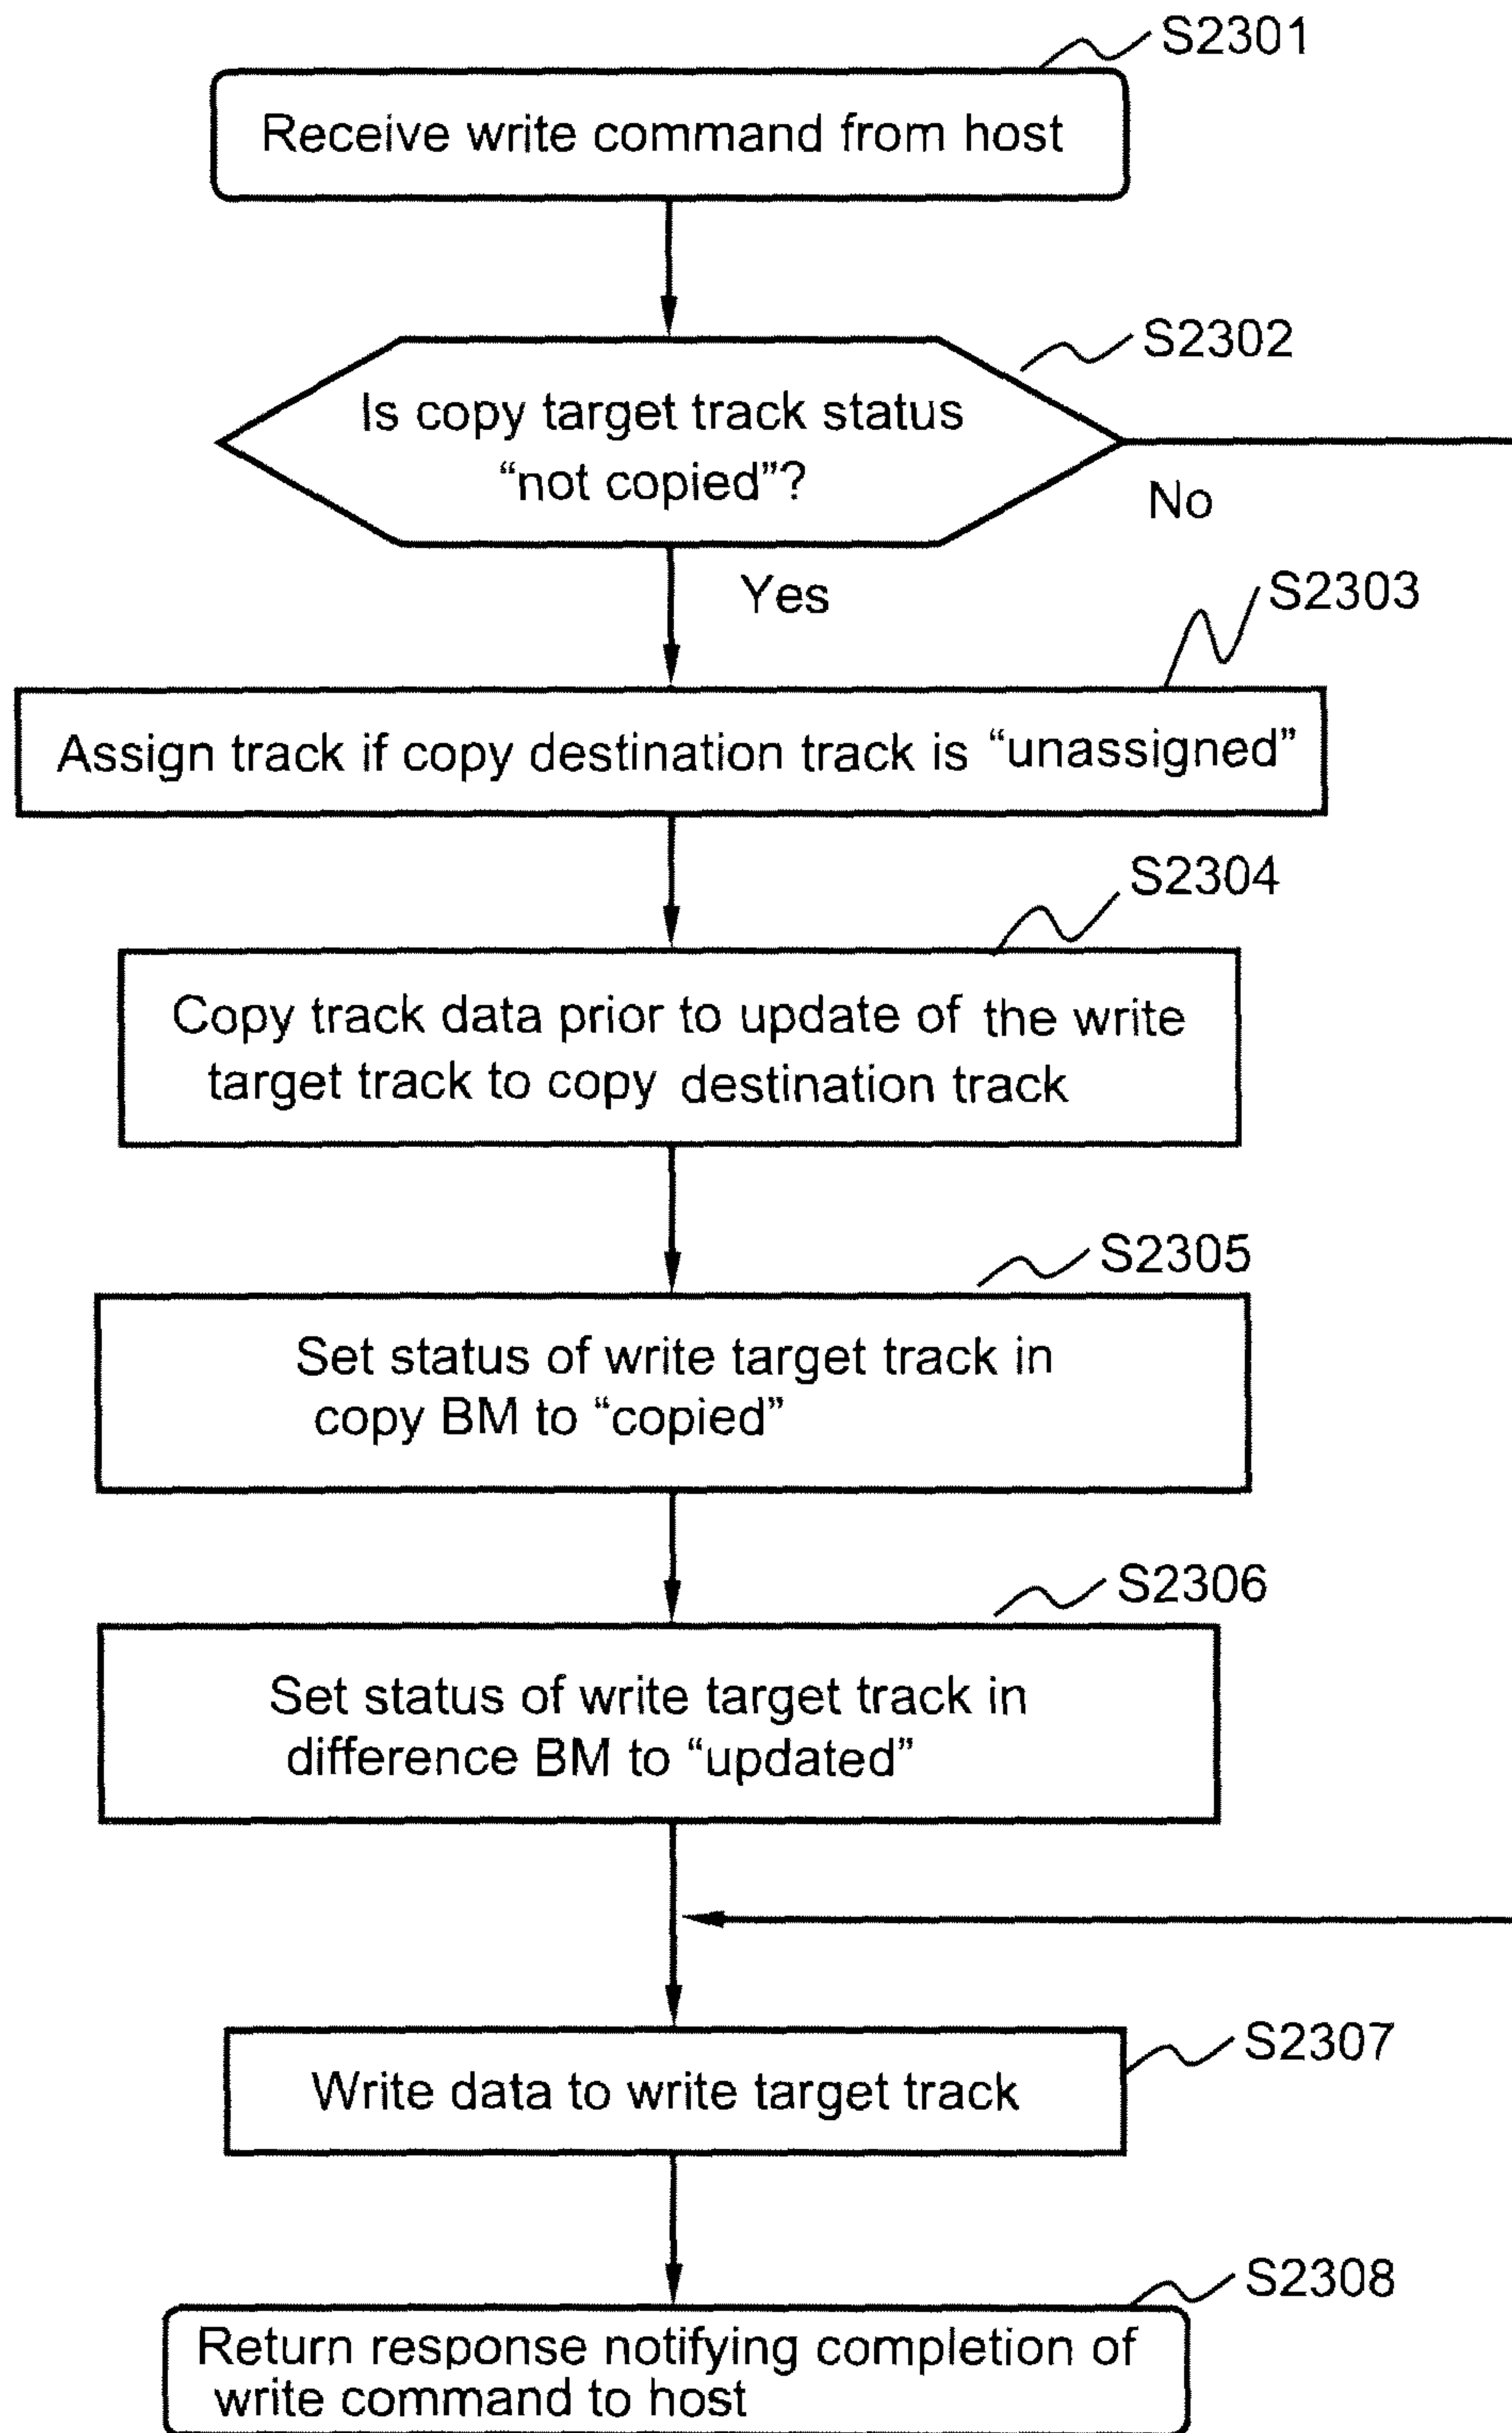 S2301
Receive write command from host
S2302
Is copy target track status
“not copied”?
No
Yes
S2303
Assign track if copy destination track is “unassigned”
S2304
Copy track data prior to update of the write
target track to copy destination track
S2305
Set status of write target track in
copy BM to “copied”
S2306
Set status of write target track in
difference BM to “updated”
S2307
Write data to write target track
S2308
Return response notifying completion of
write command to host